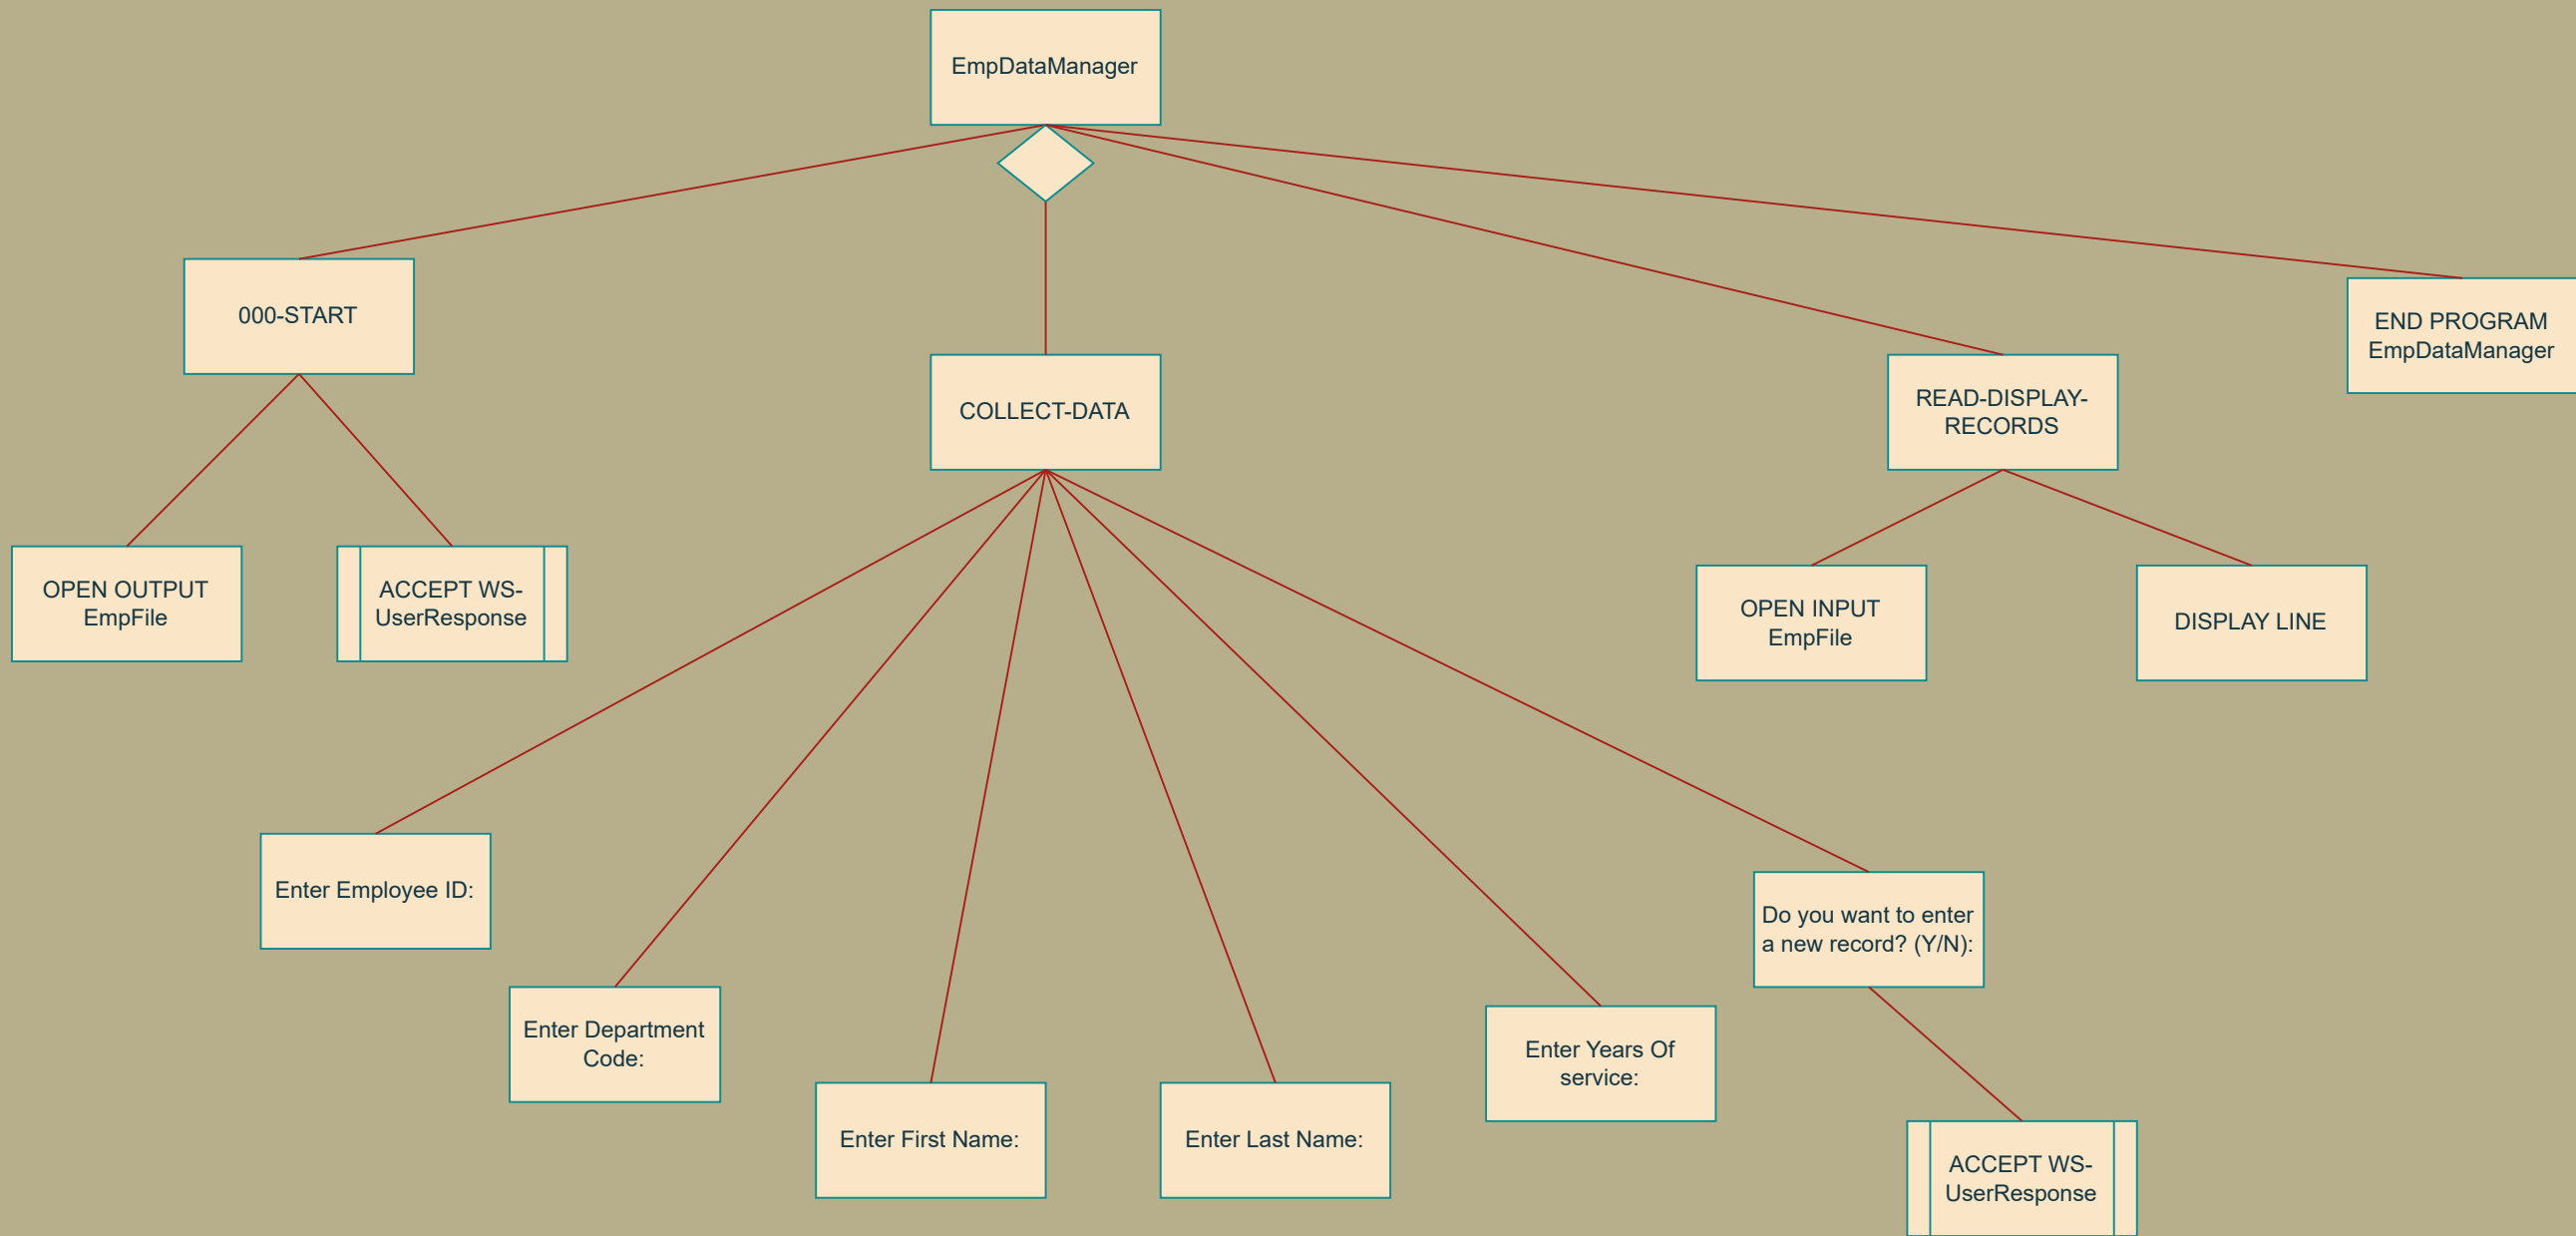 EmpDataManager
000-START
END PROGRAM
EmpDataManager
COLLECT-DATA
READ-DISPLAY-
RECORDS
OPEN OUTPUT
EmpFile
ACCEPT WS-
UserResponse
OPEN INPUT
EmpFile
DISPLAY LINE
Enter Employee ID:
Enter Department
Code:
Enter First Name:
Enter Last Name:
Enter Years Of
service:
Do you want to enter
a new record? (Y/N):
ACCEPT WS-
UserResponse